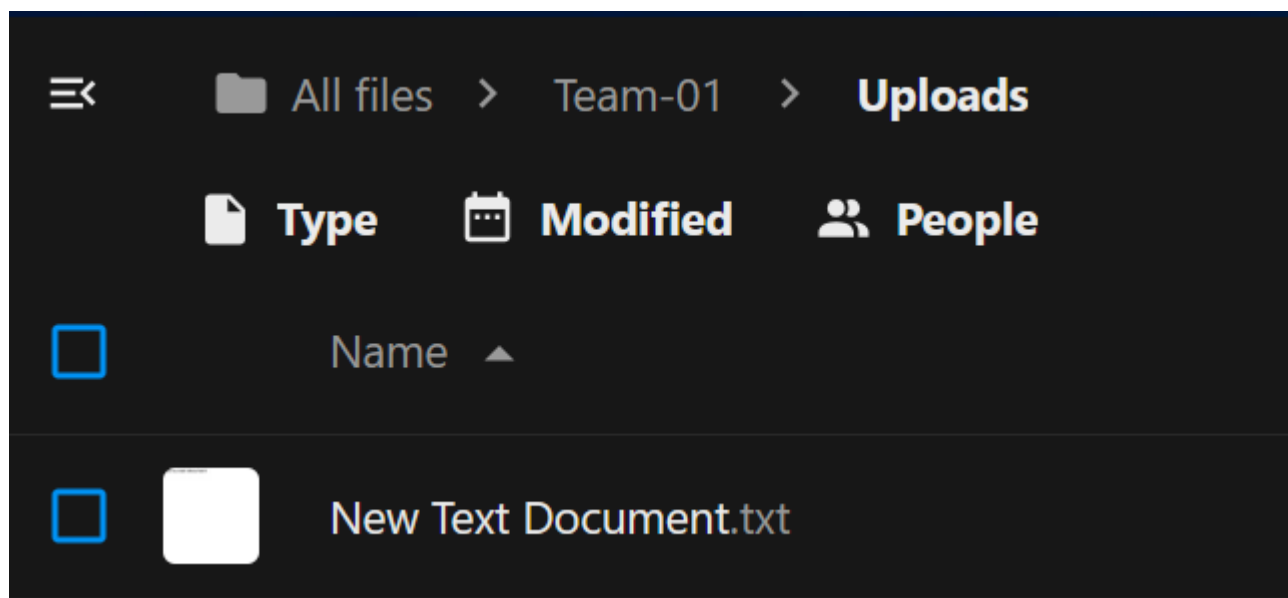 All files > Team-01 > Uploads
Type Modified People
Name
New Text Document.txt